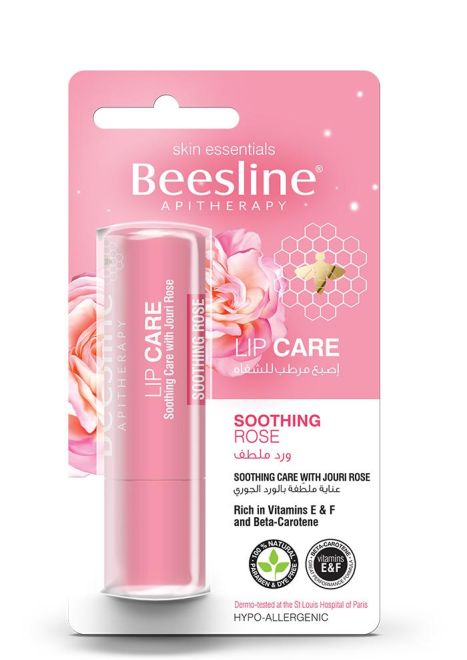 skin essentials
Beesline®
APITHERAPY
LIP CARE
إصبع مرطب للشفاه
SOOTHING
ROSE
ورد ملطف
SOOTHING CARE WITH JOURI ROSE
عناية ملطّفة بالورد الجوري
Rich in Vitamins E & F
and Beta-Carotene
100% NATURAL
PARABEN & DYE FREE
BETA-CAROTENE
vitamins
E&F
Dermo-tested at the St Louis Hospital of Paris
HYPO-ALLERGENIC
Beesline
APITHERAPY
LIP CARE
Soothing Care with Jouri Rose
SOOTHING ROSE